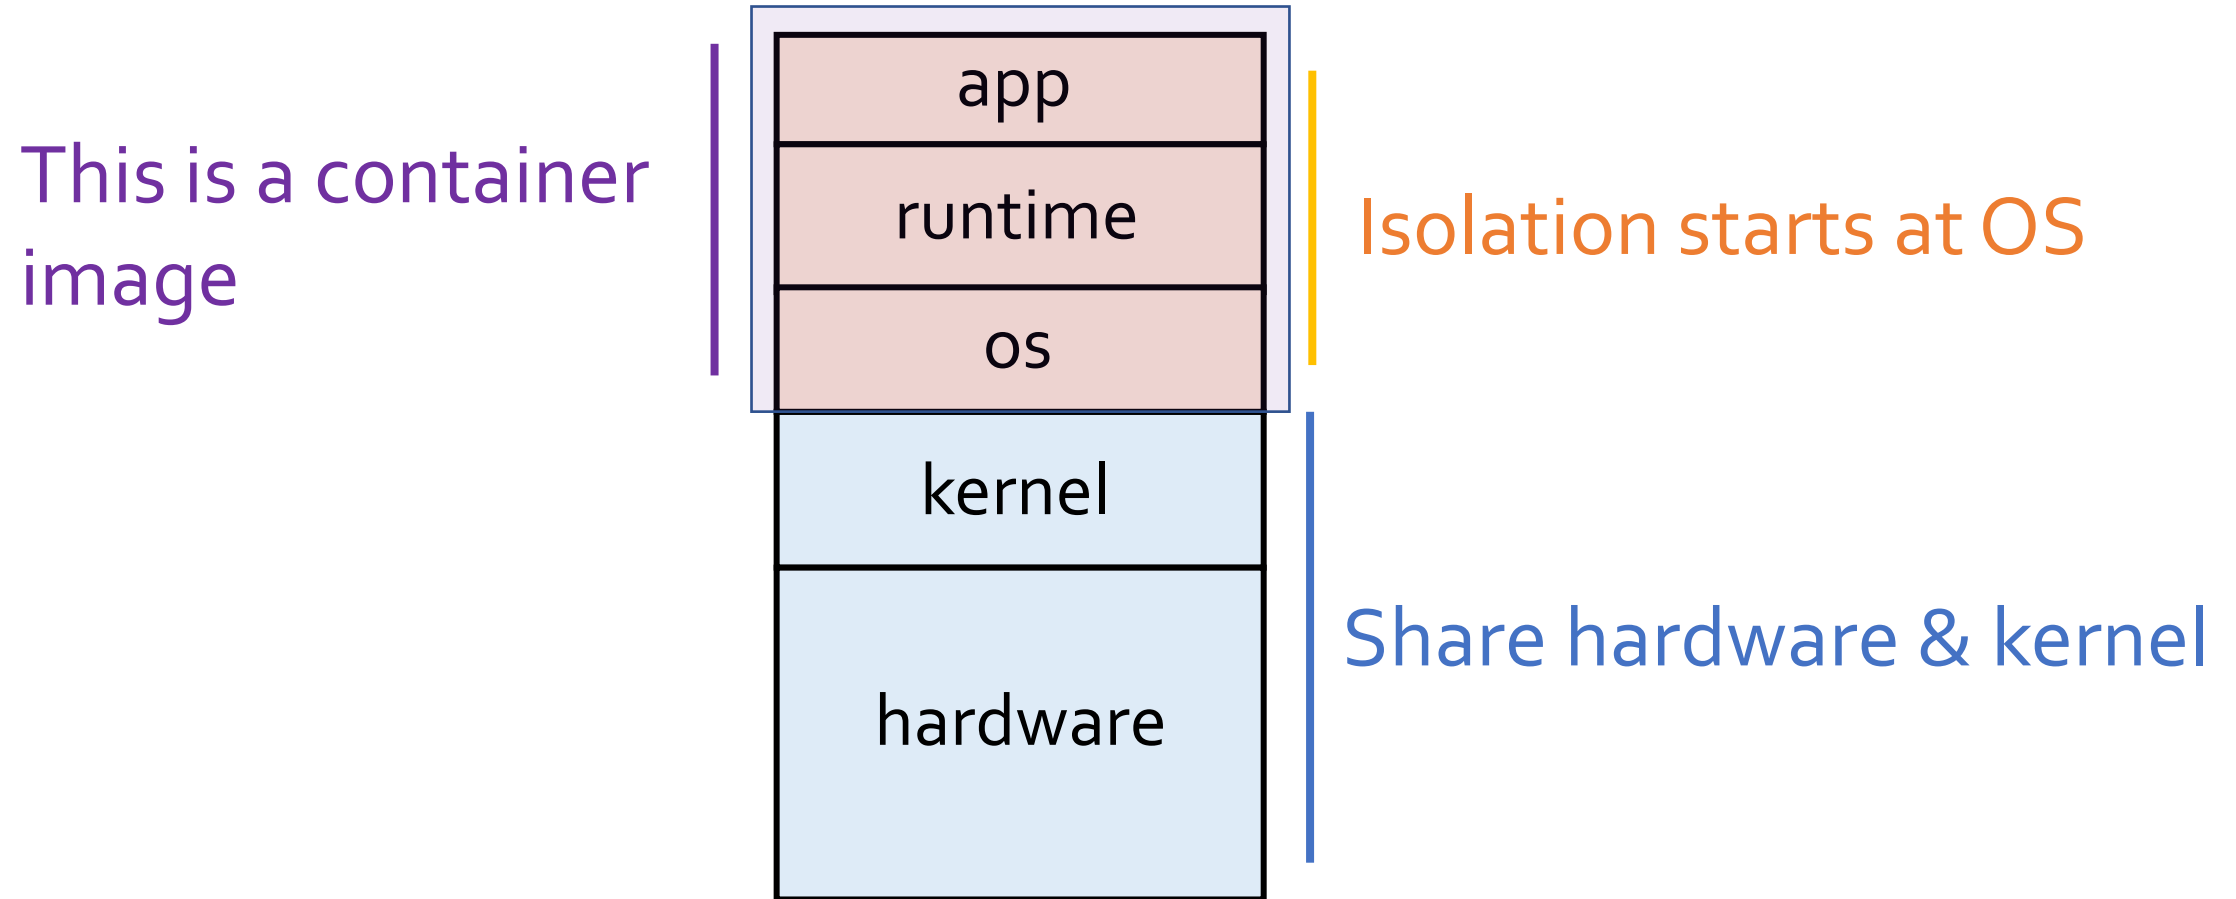 This is a container
image
app
runtime
os
kernel
hardware
Isolation starts at OS
Share hardware & kernel